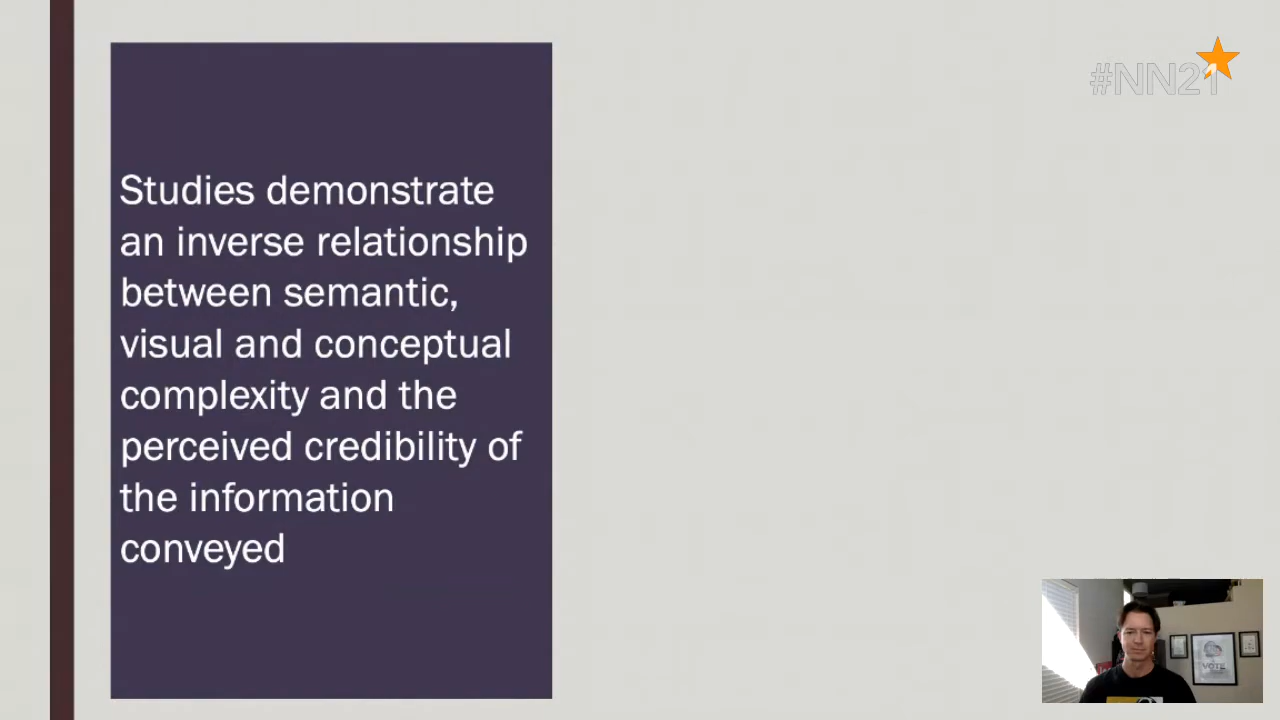 #NN21
Studies demonstrate
an inverse relationship
between semantic,
visual and conceptual
complexity and the
perceived credibility of
the information
conveyed
VOTE